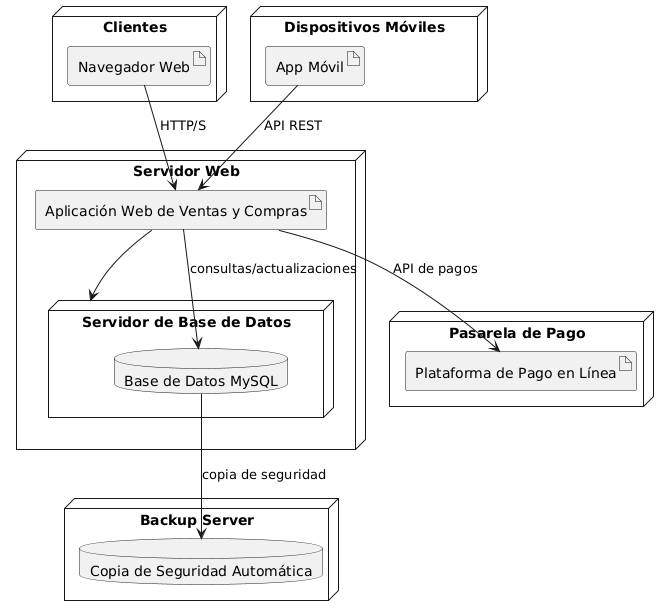 Clientes
Dispositivos Móviles
Navegador Web
App Móvil
HTTP/S
API REST
Servidor Web
Aplicación Web de Ventas y Compras
consultas/actualizaciones
API de pagos
Servidor de Base de Datos
Pasarela de Pago
Base de Datos MySQL
Plataforma de Pago en Línea
copia de seguridad
Backup Server
Copia de Seguridad Automática